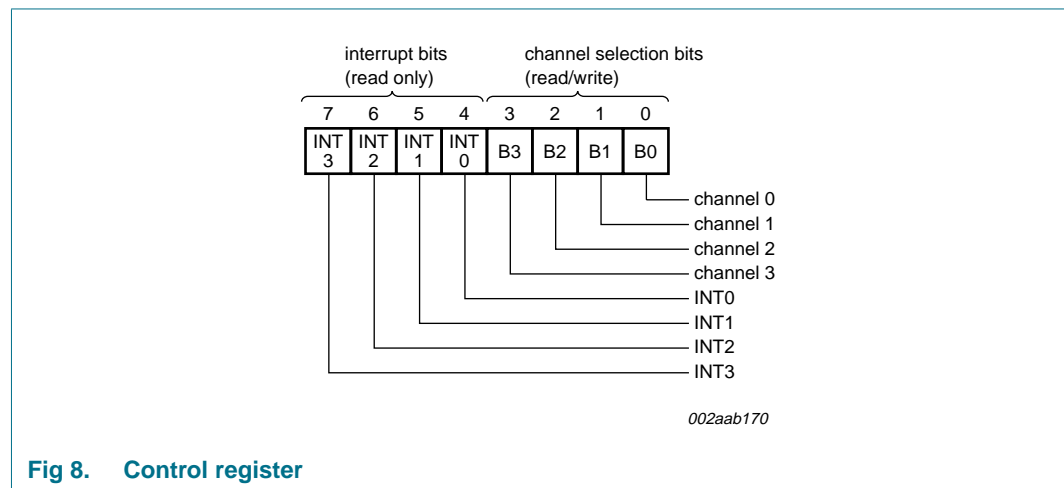 interrupt bits
(read only)
channel selection bits
(read/write)
7 6 5 4 3 2 1 0
INT 3 INT 2 INT 1 INT 0 B3 B2 B1 B0
channel 0
channel 1
channel 2
channel 3
INT0
INT1
INT2
INT3
002aab170
Fig 8. Control register